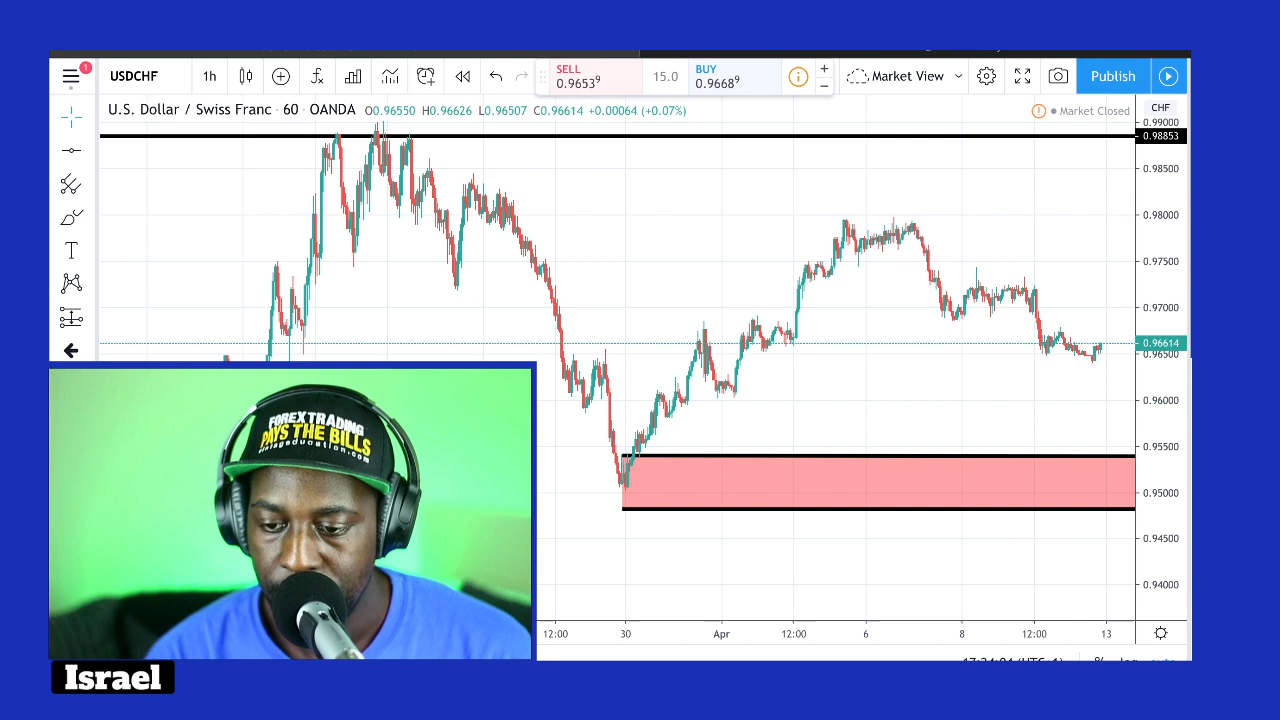 1
USDCHF
1h
SELL
0.9653⁹
15.0
BUY
0.9668⁹
Market View
Publish
U.S. Dollar / Swiss Franc · 60 · OANDA O0.96550 H0.96626 L0.96507 C0.96614 +0.00064 (+0.07%)
Market Closed
CHF
0.99000
0.98853
0.98500
0.98000
0.97500
0.97000
0.96614
0.96500
0.96000
0.95500
0.95000
0.94500
0.94000
T
FOREX TRADING
PAYS THE BILLS
12:00 30 Apr 12:00 6 8 12:00 13
Israel